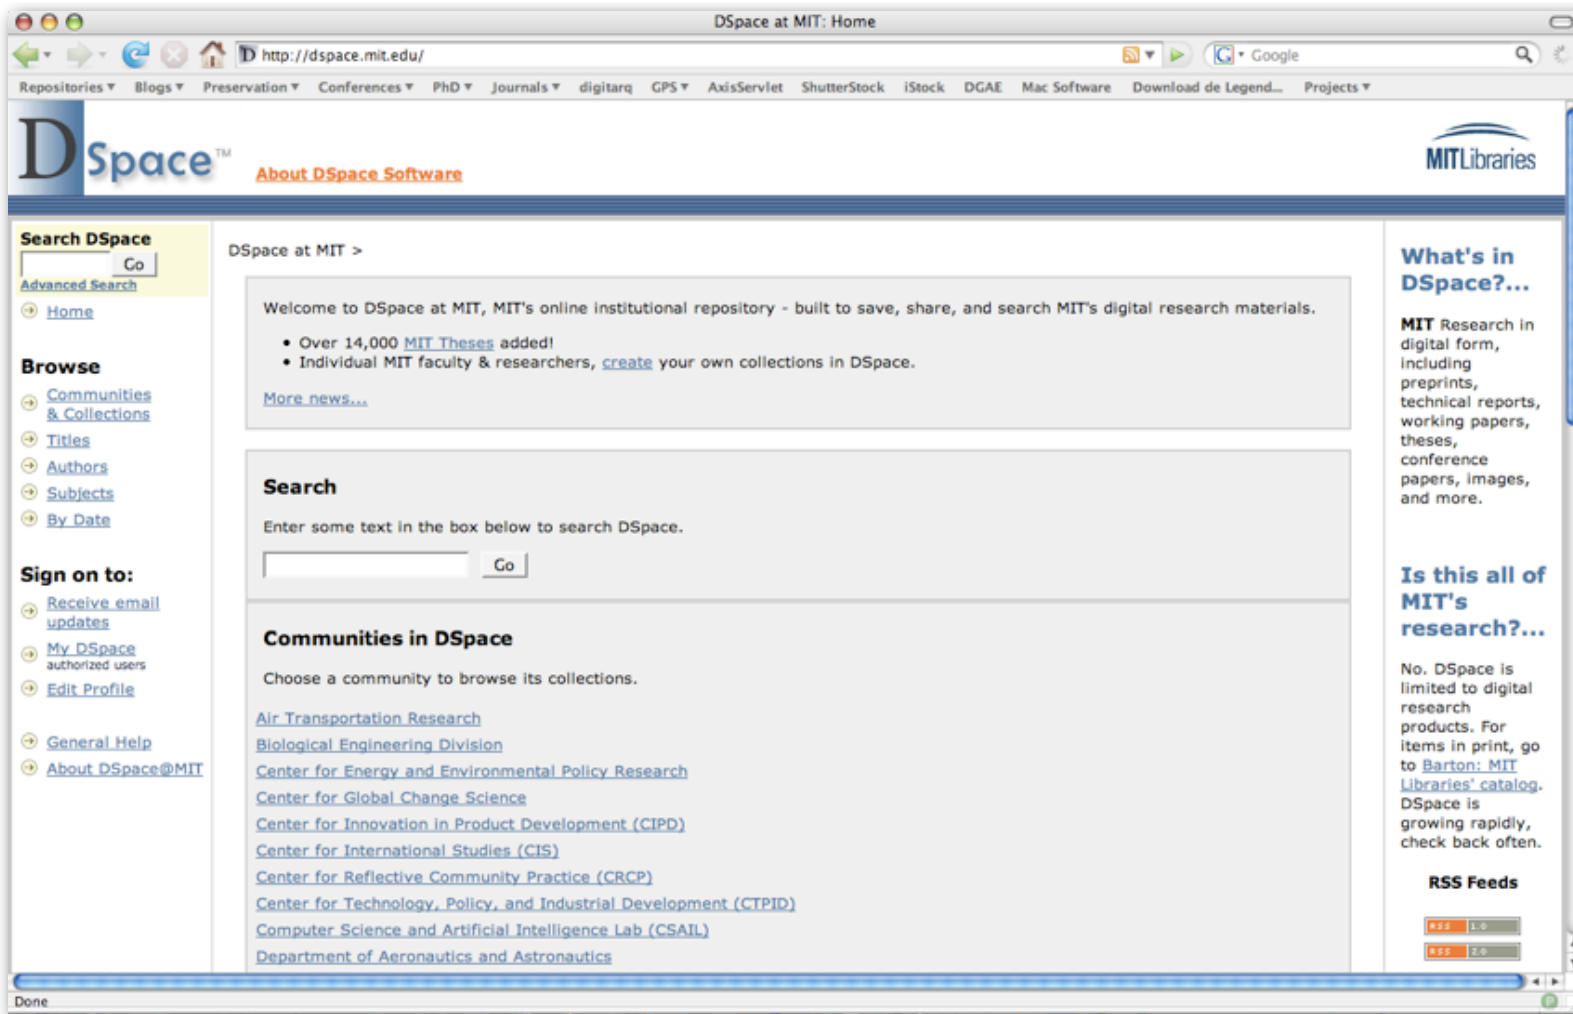 DSpace at MIT: Home
http://dspace.mit.edu/
Google
Repositories Blogs Preservation Conferences PhD Journals digitarq GPS AxisServlet ShutterStock iStock DGAE Mac Software Download de Legend... Projects
DSpace™
About DSpace Software
MITLibraries
Search DSpace
Go
Advanced Search
Home
Browse
Communities
& Collections
Titles
Authors
Subjects
By Date
Sign on to:
Receive email
updates
My DSpace
authorized users
Edit Profile
General Help
About DSpace@MIT
DSpace at MIT >
Welcome to DSpace at MIT, MIT's online institutional repository - built to save, share, and search MIT's digital research materials.
• Over 14,000 MIT Theses added!
• Individual MIT faculty & researchers, create your own collections in DSpace.
More news...
Search
Enter some text in the box below to search DSpace.
Go
Communities in DSpace
Choose a community to browse its collections.
Air Transportation Research
Biological Engineering Division
Center for Energy and Environmental Policy Research
Center for Global Change Science
Center for Innovation in Product Development (CIPD)
Center for International Studies (CIS)
Center for Reflective Community Practice (CRCP)
Center for Technology, Policy, and Industrial Development (CTPID)
Computer Science and Artificial Intelligence Lab (CSAIL)
Department of Aeronautics and Astronautics
What's in
DSpace?...
MIT Research in
digital form,
including
preprints,
technical reports,
working papers,
theses,
conference
papers, images,
and more.
Is this all of
MIT's
research?...
No. DSpace is
limited to digital
research
products. For
items in print, go
to Barton: MIT
Libraries' catalog.
DSpace is
growing rapidly,
check back often.
RSS Feeds
RSS 1.0
RSS 2.0
Done